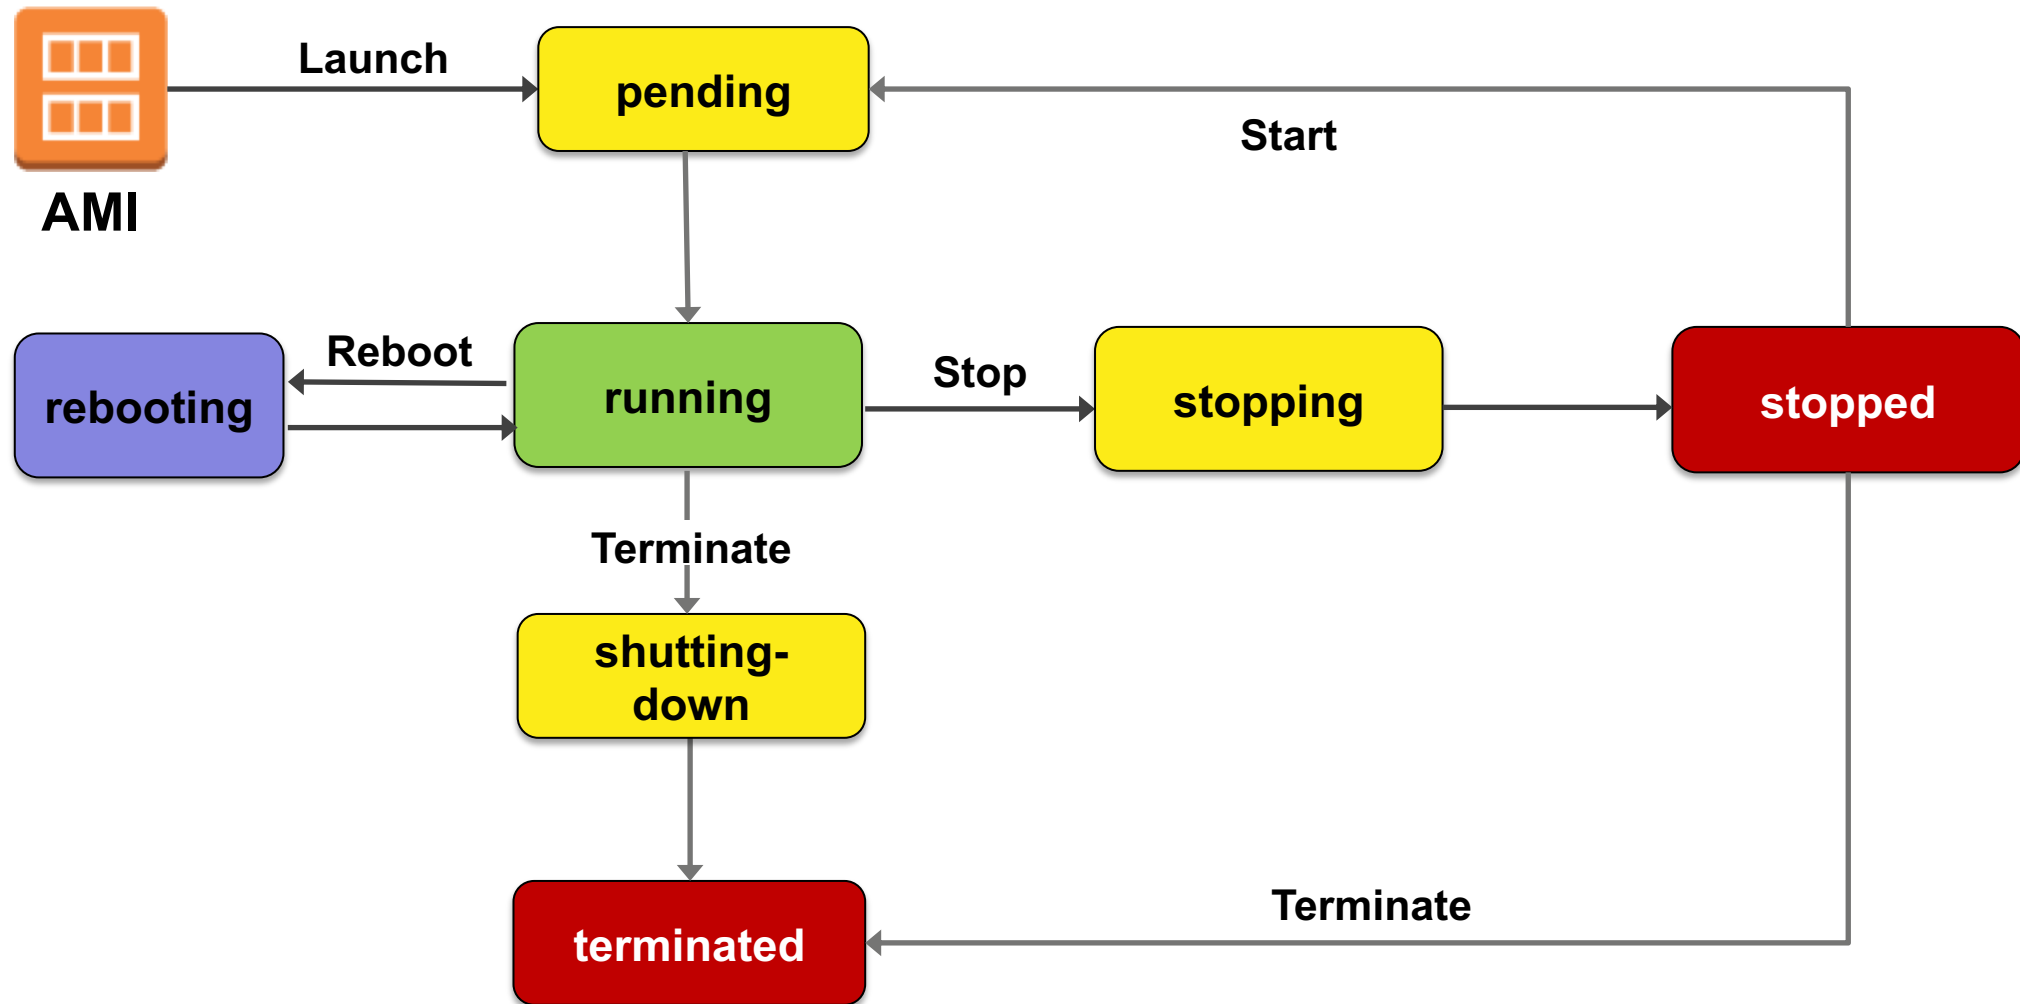 Launch
pending
Start
AMI
Reboot
rebooting
running
Stop
stopping
stopped
Terminate
shutting-
down
Terminate
terminated